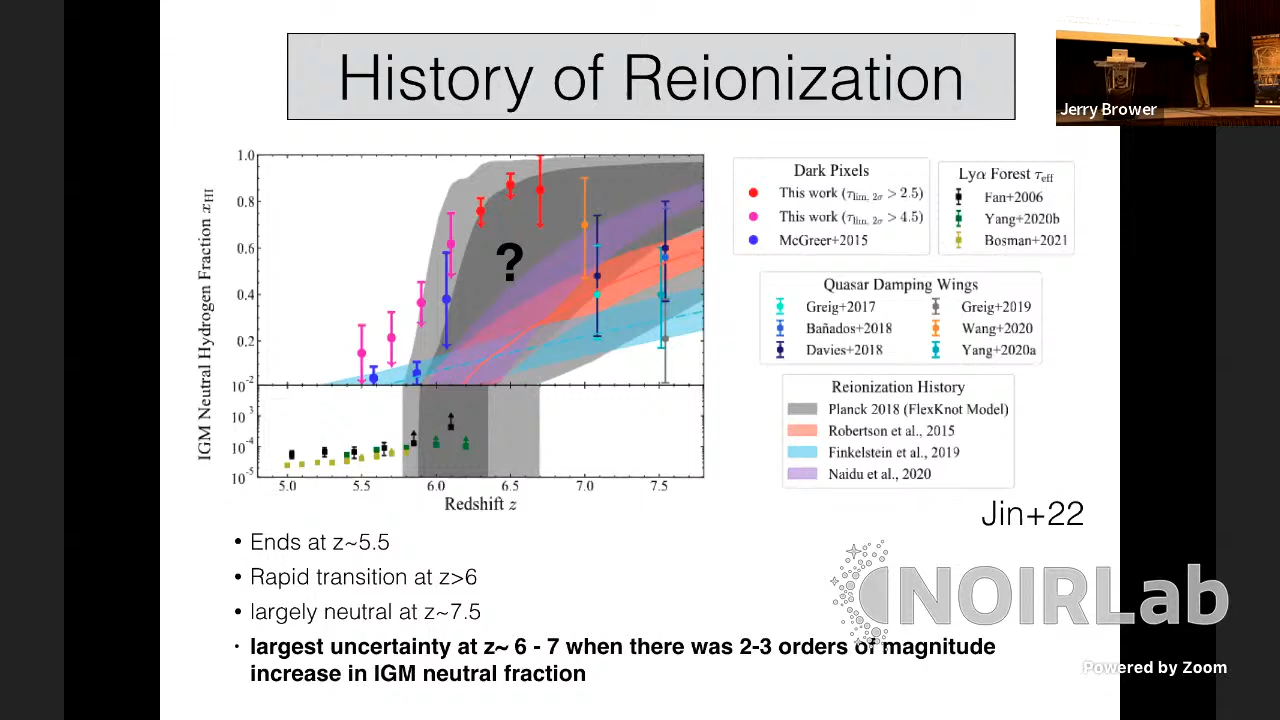 History of Reionization
Jerry Brower
IGM Neutral Hydrogen Fraction xHI
1.0
0.8
0.6
0.4
0.2
10-2
10 3
10-4
10-5
?
5.0 5.5 6.0 6.5 7.0 7.5
Redshift z
Dark Pixels
This work (τlim, 2σ > 2.5)
This work (τlim, 2σ > 4.5)
McGreer+2015
Lyα Forest τeff
Fan+2006
Yang+2020b
Bosman+2021
Quasar Damping Wings
Greig+2017
Bañados+2018
Davies+2018
Greig+2019
Wang+2020
Yang+2020a
Reionization History
Planck 2018 (FlexKnot Model)
Robertson et al., 2015
Finkelstein et al., 2019
Naidu et al., 2020
Jin+22
• Ends at z~5.5
• Rapid transition at z>6
• largely neutral at z~7.5
· largest uncertainty at z~ 6 - 7 when there was 2-3 orders of magnitude
increase in IGM neutral fraction
NOIRLab
Powered by Zoom